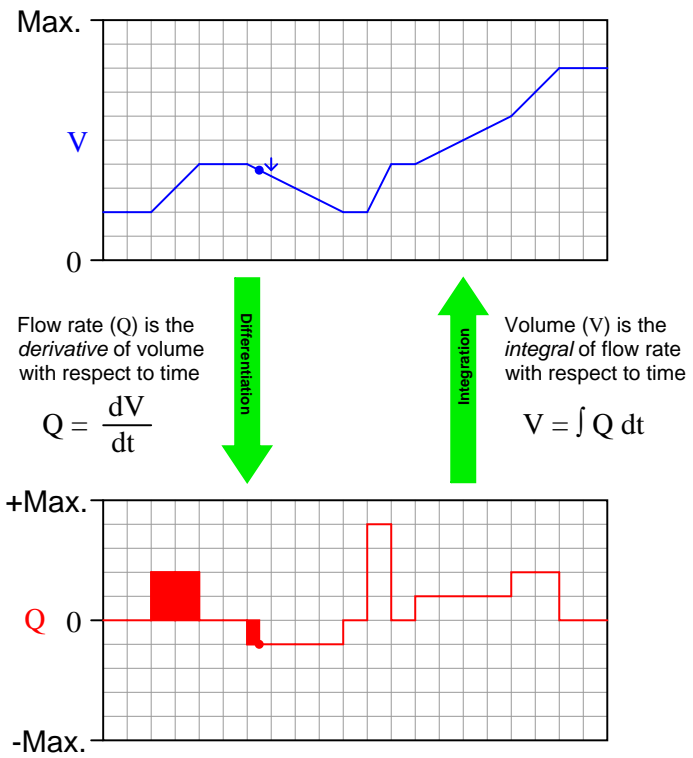 Max.
V
0
Flow rate (Q) is the
derivative of volume
with respect to time
Q = dV
dt
Differentiation
Integration
Volume (V) is the
integral of flow rate
with respect to time
V = ∫ Q dt
+Max.
Q 0
-Max.